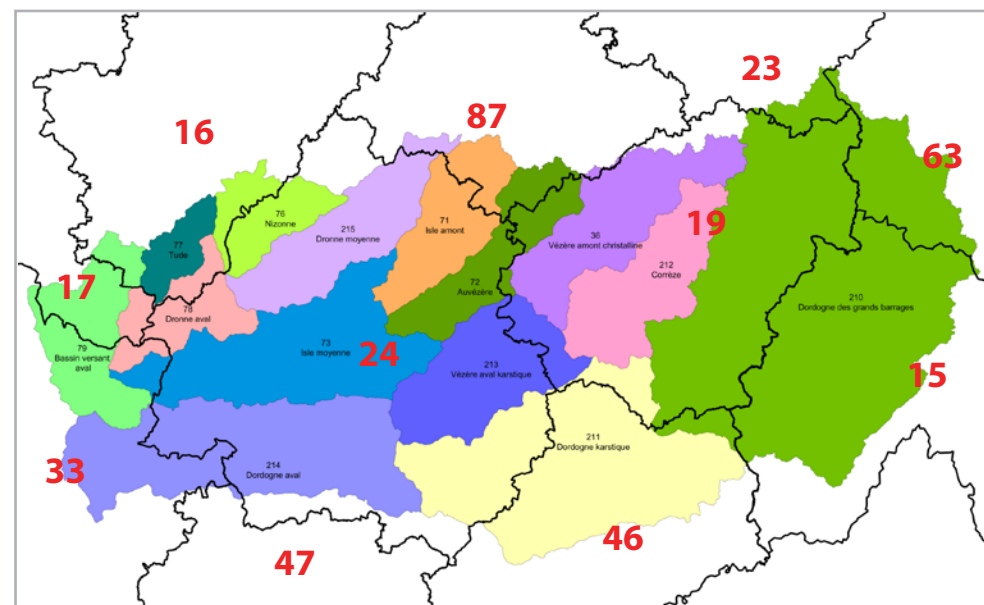 23
87
16
63
76
Nizonne
71
Isle amont
215
Dronne moyenne
19
36
Vézère amont christalline
77
Tude
212
Corrèze
17
72
Auvézère
210
Dordogne des grands barrages
78
Dronne aval
73
Isle moyenne
24
79
Bassin versant
aval
213
Vézère aval karstique
15
211
Dordogne karstique
33
214
Dordogne aval
46
47